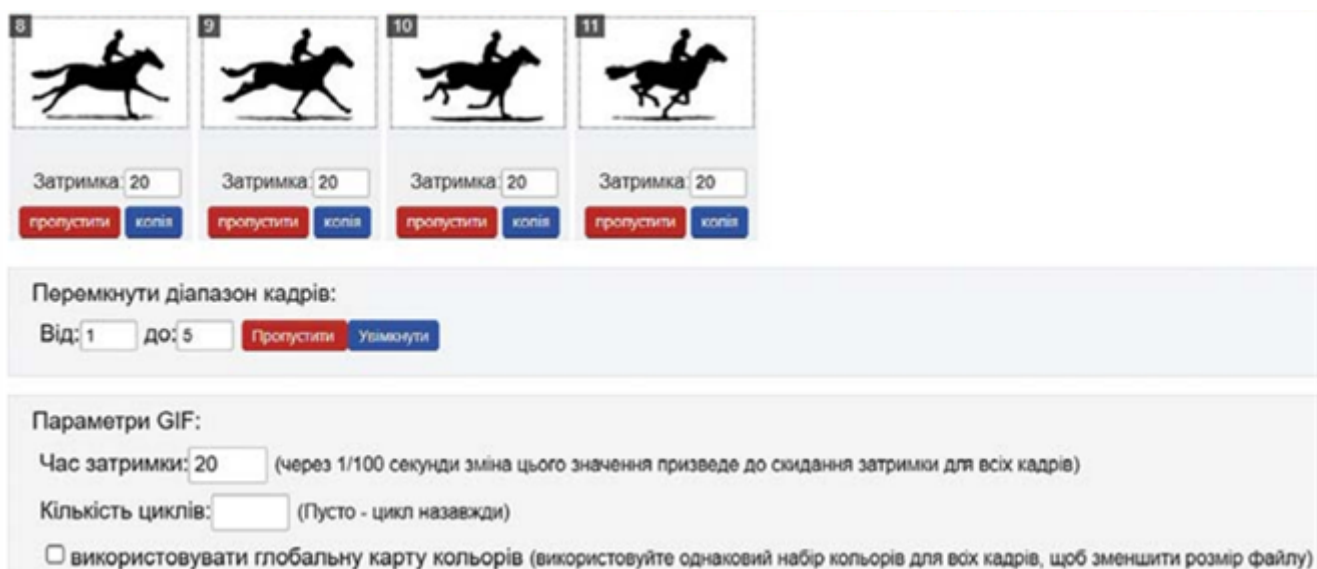 8 9 10 11
Затримка: 20 Затримка: 20 Затримка: 20 Затримка: 20
пропустити копія пропустити копія пропустити копія пропустити копія
Перемкнути діапазон кадрів:
Від: 1 до: 5 Пропустити Увімкнути
Параметри GIF:
Час затримки: 20 (через 1/100 секунди зміна цього значення призведе до скидання затримки для всіх кадрів)
Кількість циклів: (Пусто - цикл назавжди)
використовувати глобальну карту кольорів (використовуйте однаковий набір кольорів для всіх кадрів, щоб зменшити розмір файлу)